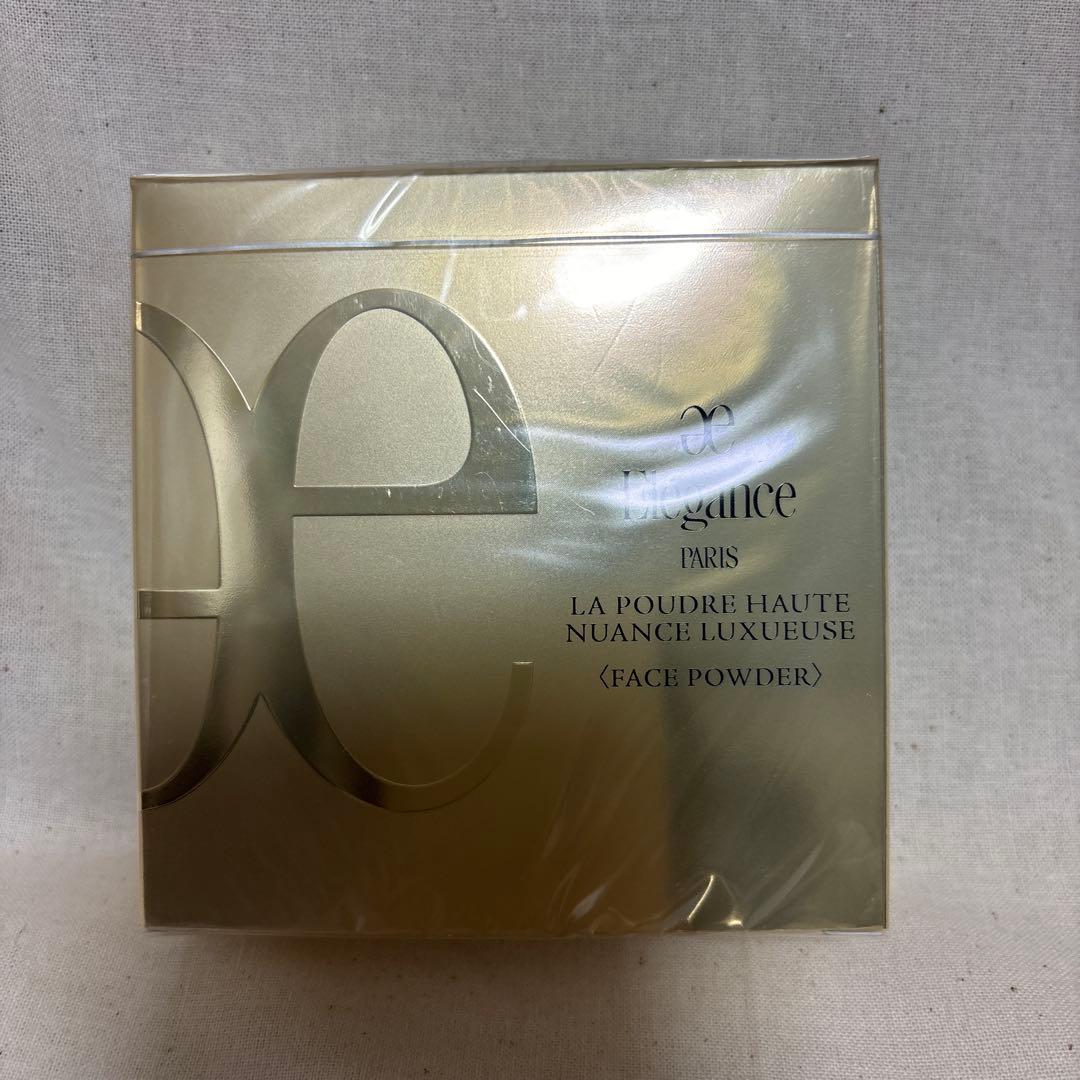 Elégance
PARIS
LA POUDRE HAUTE
NUANCE LUXUEUSE
〈FACE POWDER〉